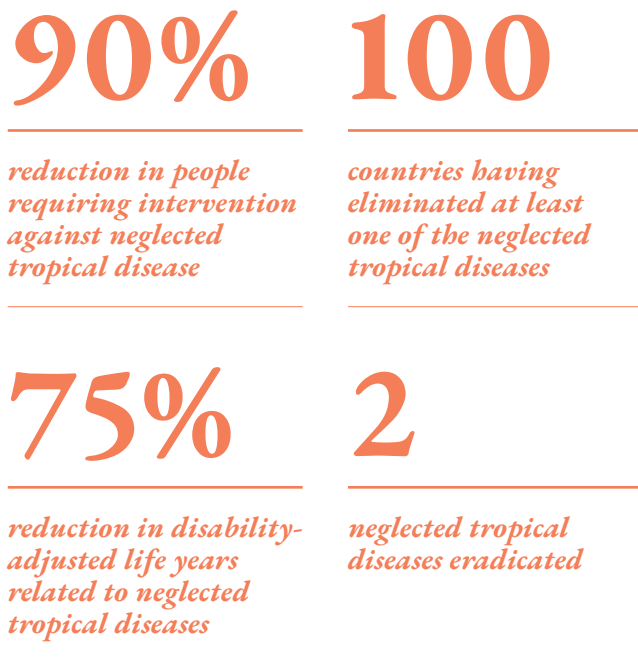 90%
reduction in people
requiring intervention
against neglected
tropical disease
100
countries having
eliminated at least
one of the neglected
tropical diseases
75%
reduction in disability-
adjusted life years
related to neglected
tropical diseases
2
neglected tropical
diseases eradicated